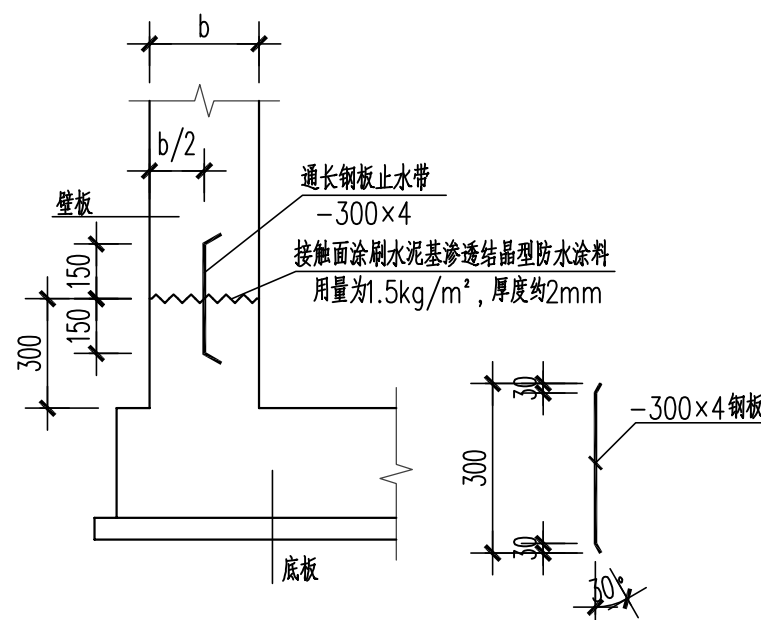 b
b/2
通长钢板止水带
-300×4
壁板
接触面涂刷水泥基渗透结晶型防水涂料
用量为1.5kg/m²，厚度约2mm
150
150
300
30
-300×4钢板
300
30
底板
30°